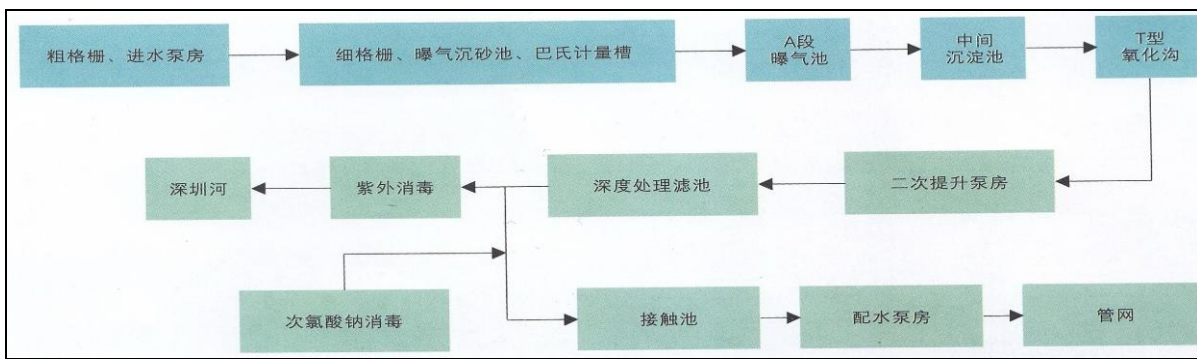 粗格栅、进水泵房
细格栅、曝气沉砂池、巴氏计量槽
A段
曝气池
中间
沉淀池
T型
氧化沟
深圳河
紫外消毒
深度处理滤池
二次提升泵房
次氯酸钠消毒
接触池
配水泵房
管网